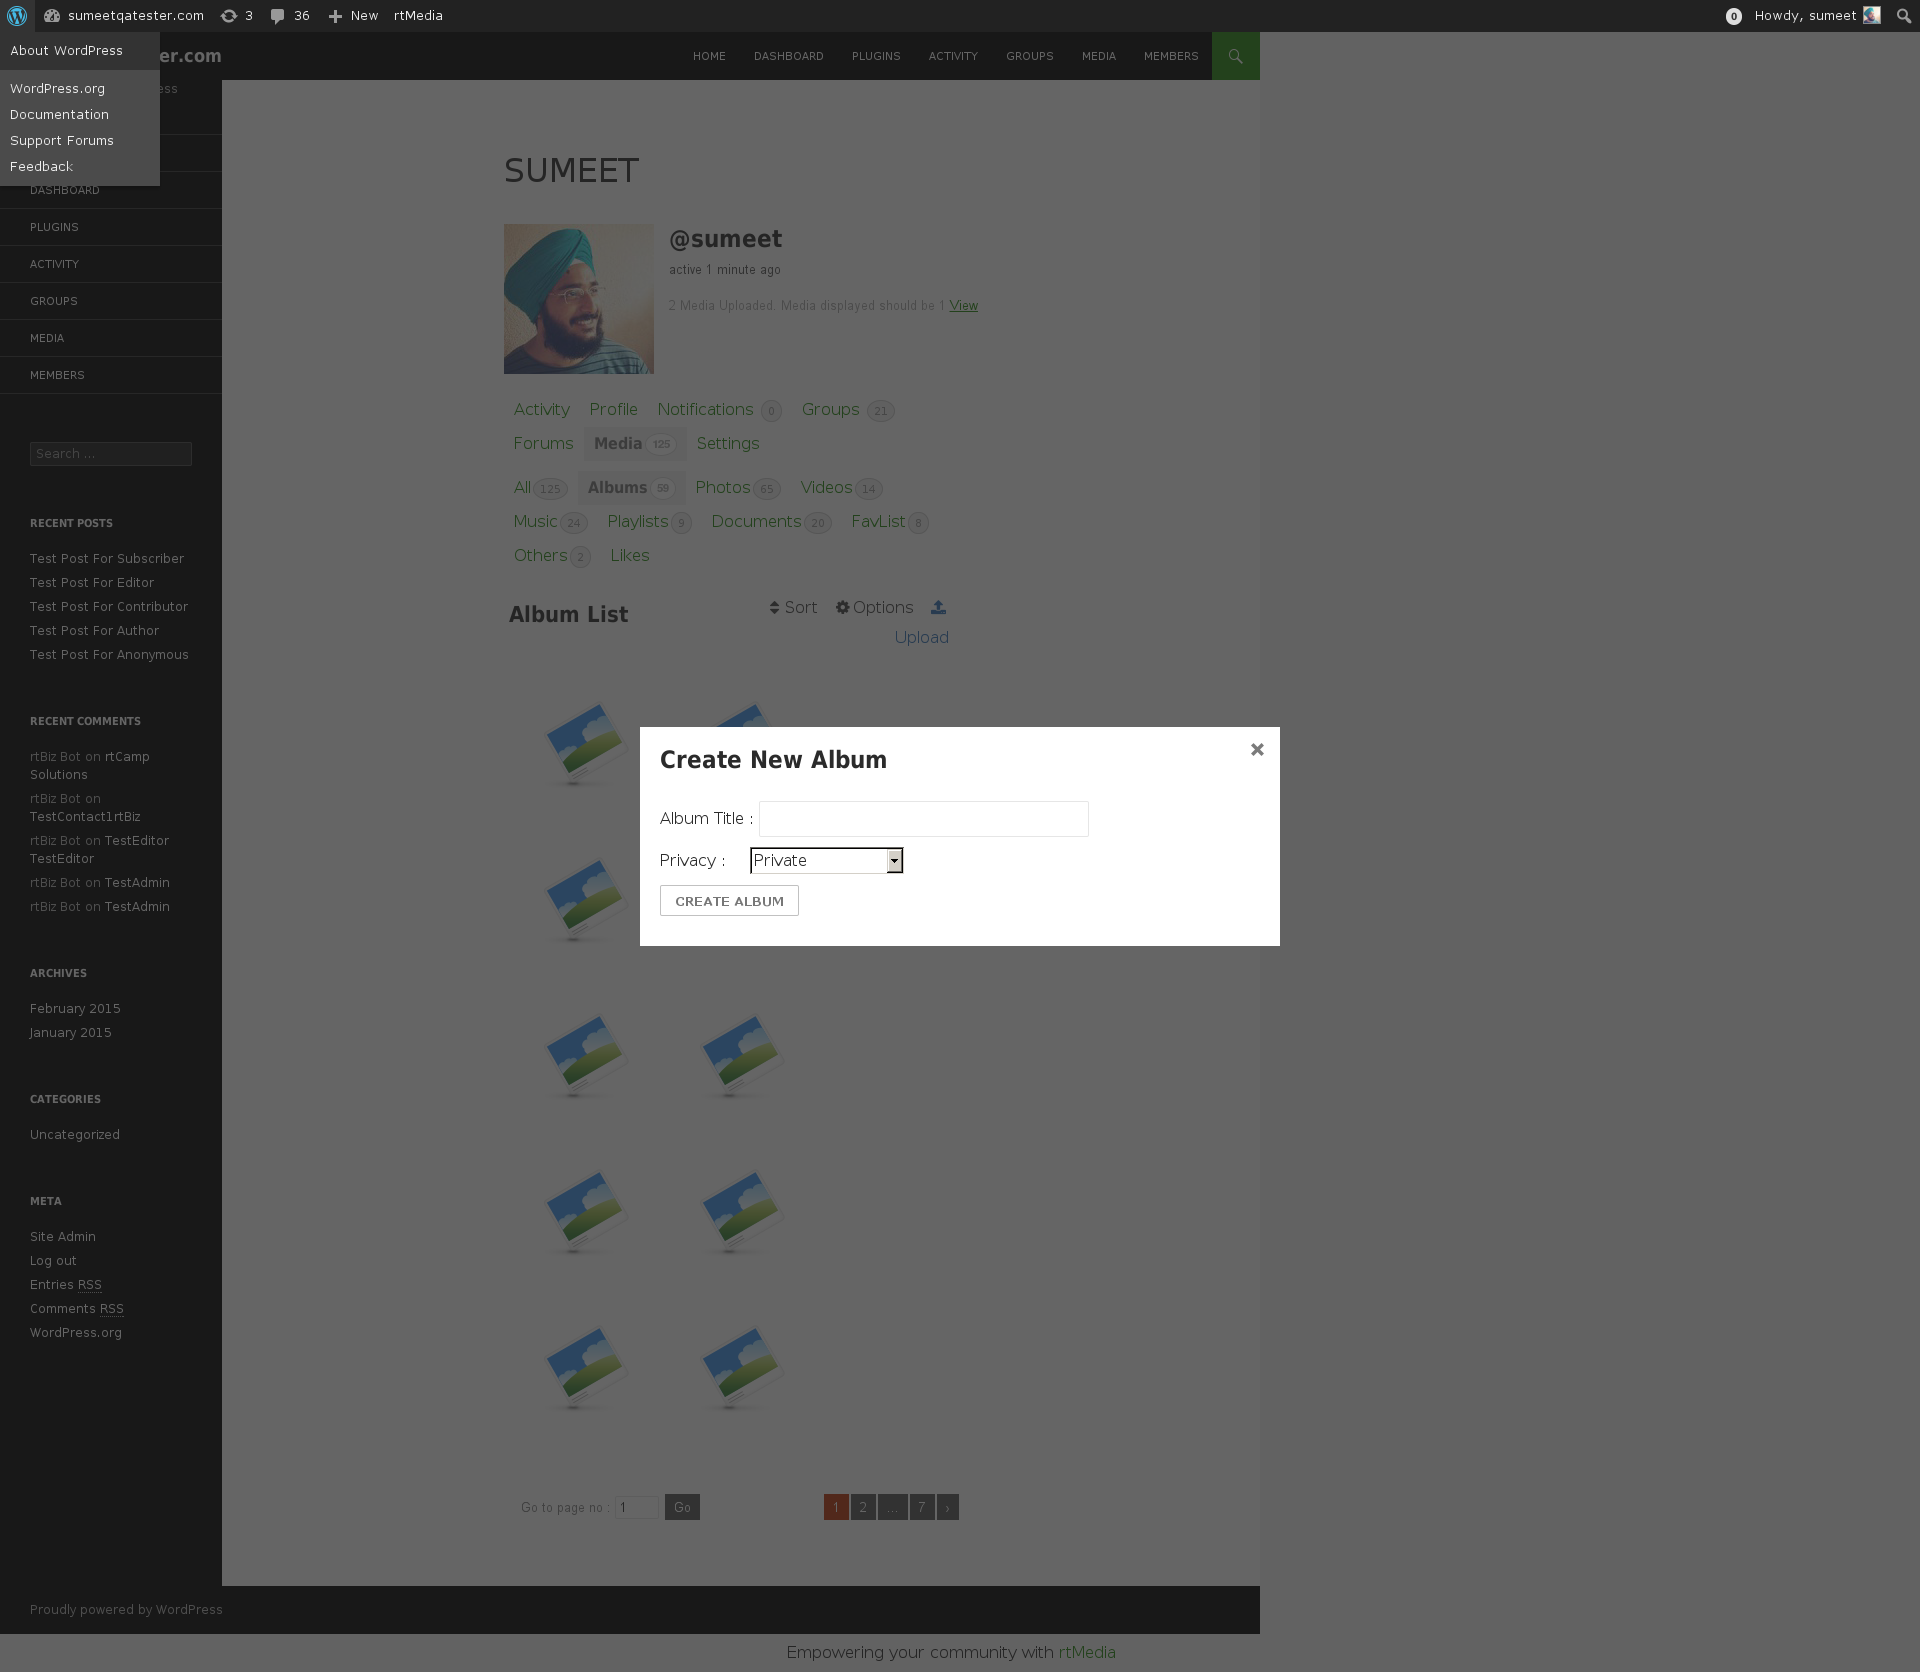 sumeetqatester.com 3 36 New rtMedia 0 Howdy, sumeet
About WordPress
WordPress.org
Documentation
Support Forums
Feedback
er.com HOME DASHBOARD PLUGINS ACTIVITY GROUPS MEDIA MEMBERS
ess
DASHBOARD
PLUGINS
ACTIVITY
GROUPS
MEDIA
MEMBERS
Search ...
RECENT POSTS
Test Post For Subscriber
Test Post For Editor
Test Post For Contributor
Test Post For Author
Test Post For Anonymous
RECENT COMMENTS
rtBiz Bot on rtCamp
Solutions
rtBiz Bot on
TestContact1rtBiz
rtBiz Bot on TestEditor
TestEditor
rtBiz Bot on TestAdmin
rtBiz Bot on TestAdmin
ARCHIVES
February 2015
January 2015
CATEGORIES
Uncategorized
META
Site Admin
Log out
Entries RSS
Comments RSS
WordPress.org
SUMEET
@sumeet
active 1 minute ago
2 Media Uploaded. Media displayed should be 1 View
Activity Profile Notifications 0 Groups 21
Forums Media 125 Settings
All 125 Albums 59 Photos 65 Videos 14
Music 24 Playlists 9 Documents 20 FavList 8
Others 2 Likes
Album List Sort Options
Upload
Create New Album ×
Album Title :
Privacy : Private
CREATE ALBUM
Go to page no : 1 Go 1 2 ... 7 ›
Proudly powered by WordPress
Empowering your community with rtMedia